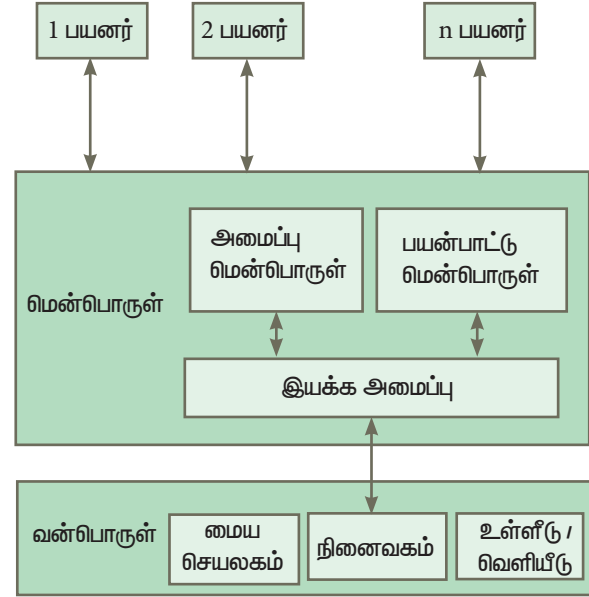 1 பயனர்
2 பயனர்
n பயனர்
அமைப்பு
மென்பொருள்
பயன்பாட்டு
மென்பொருள்
மென்பொருள்
இயக்க அமைப்பு
வன்பொருள்
மைய
செயலகம்
நினைவகம்
உள்ளீடு /
வெளியீடு